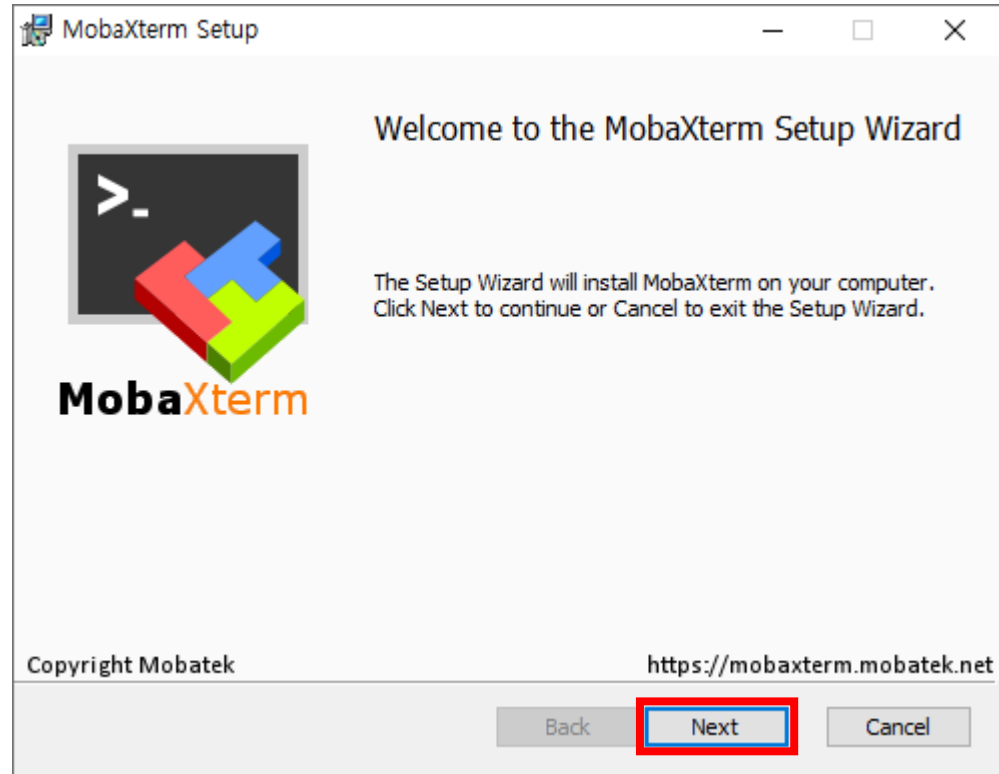 MobaXterm Setup
Welcome to the MobaXterm Setup Wizard
>_
The Setup Wizard will install MobaXterm on your computer.
Click Next to continue or Cancel to exit the Setup Wizard.
MobaXterm
Copyright Mobatek
https://mobaxterm.mobatek.net
Back
Next
Cancel